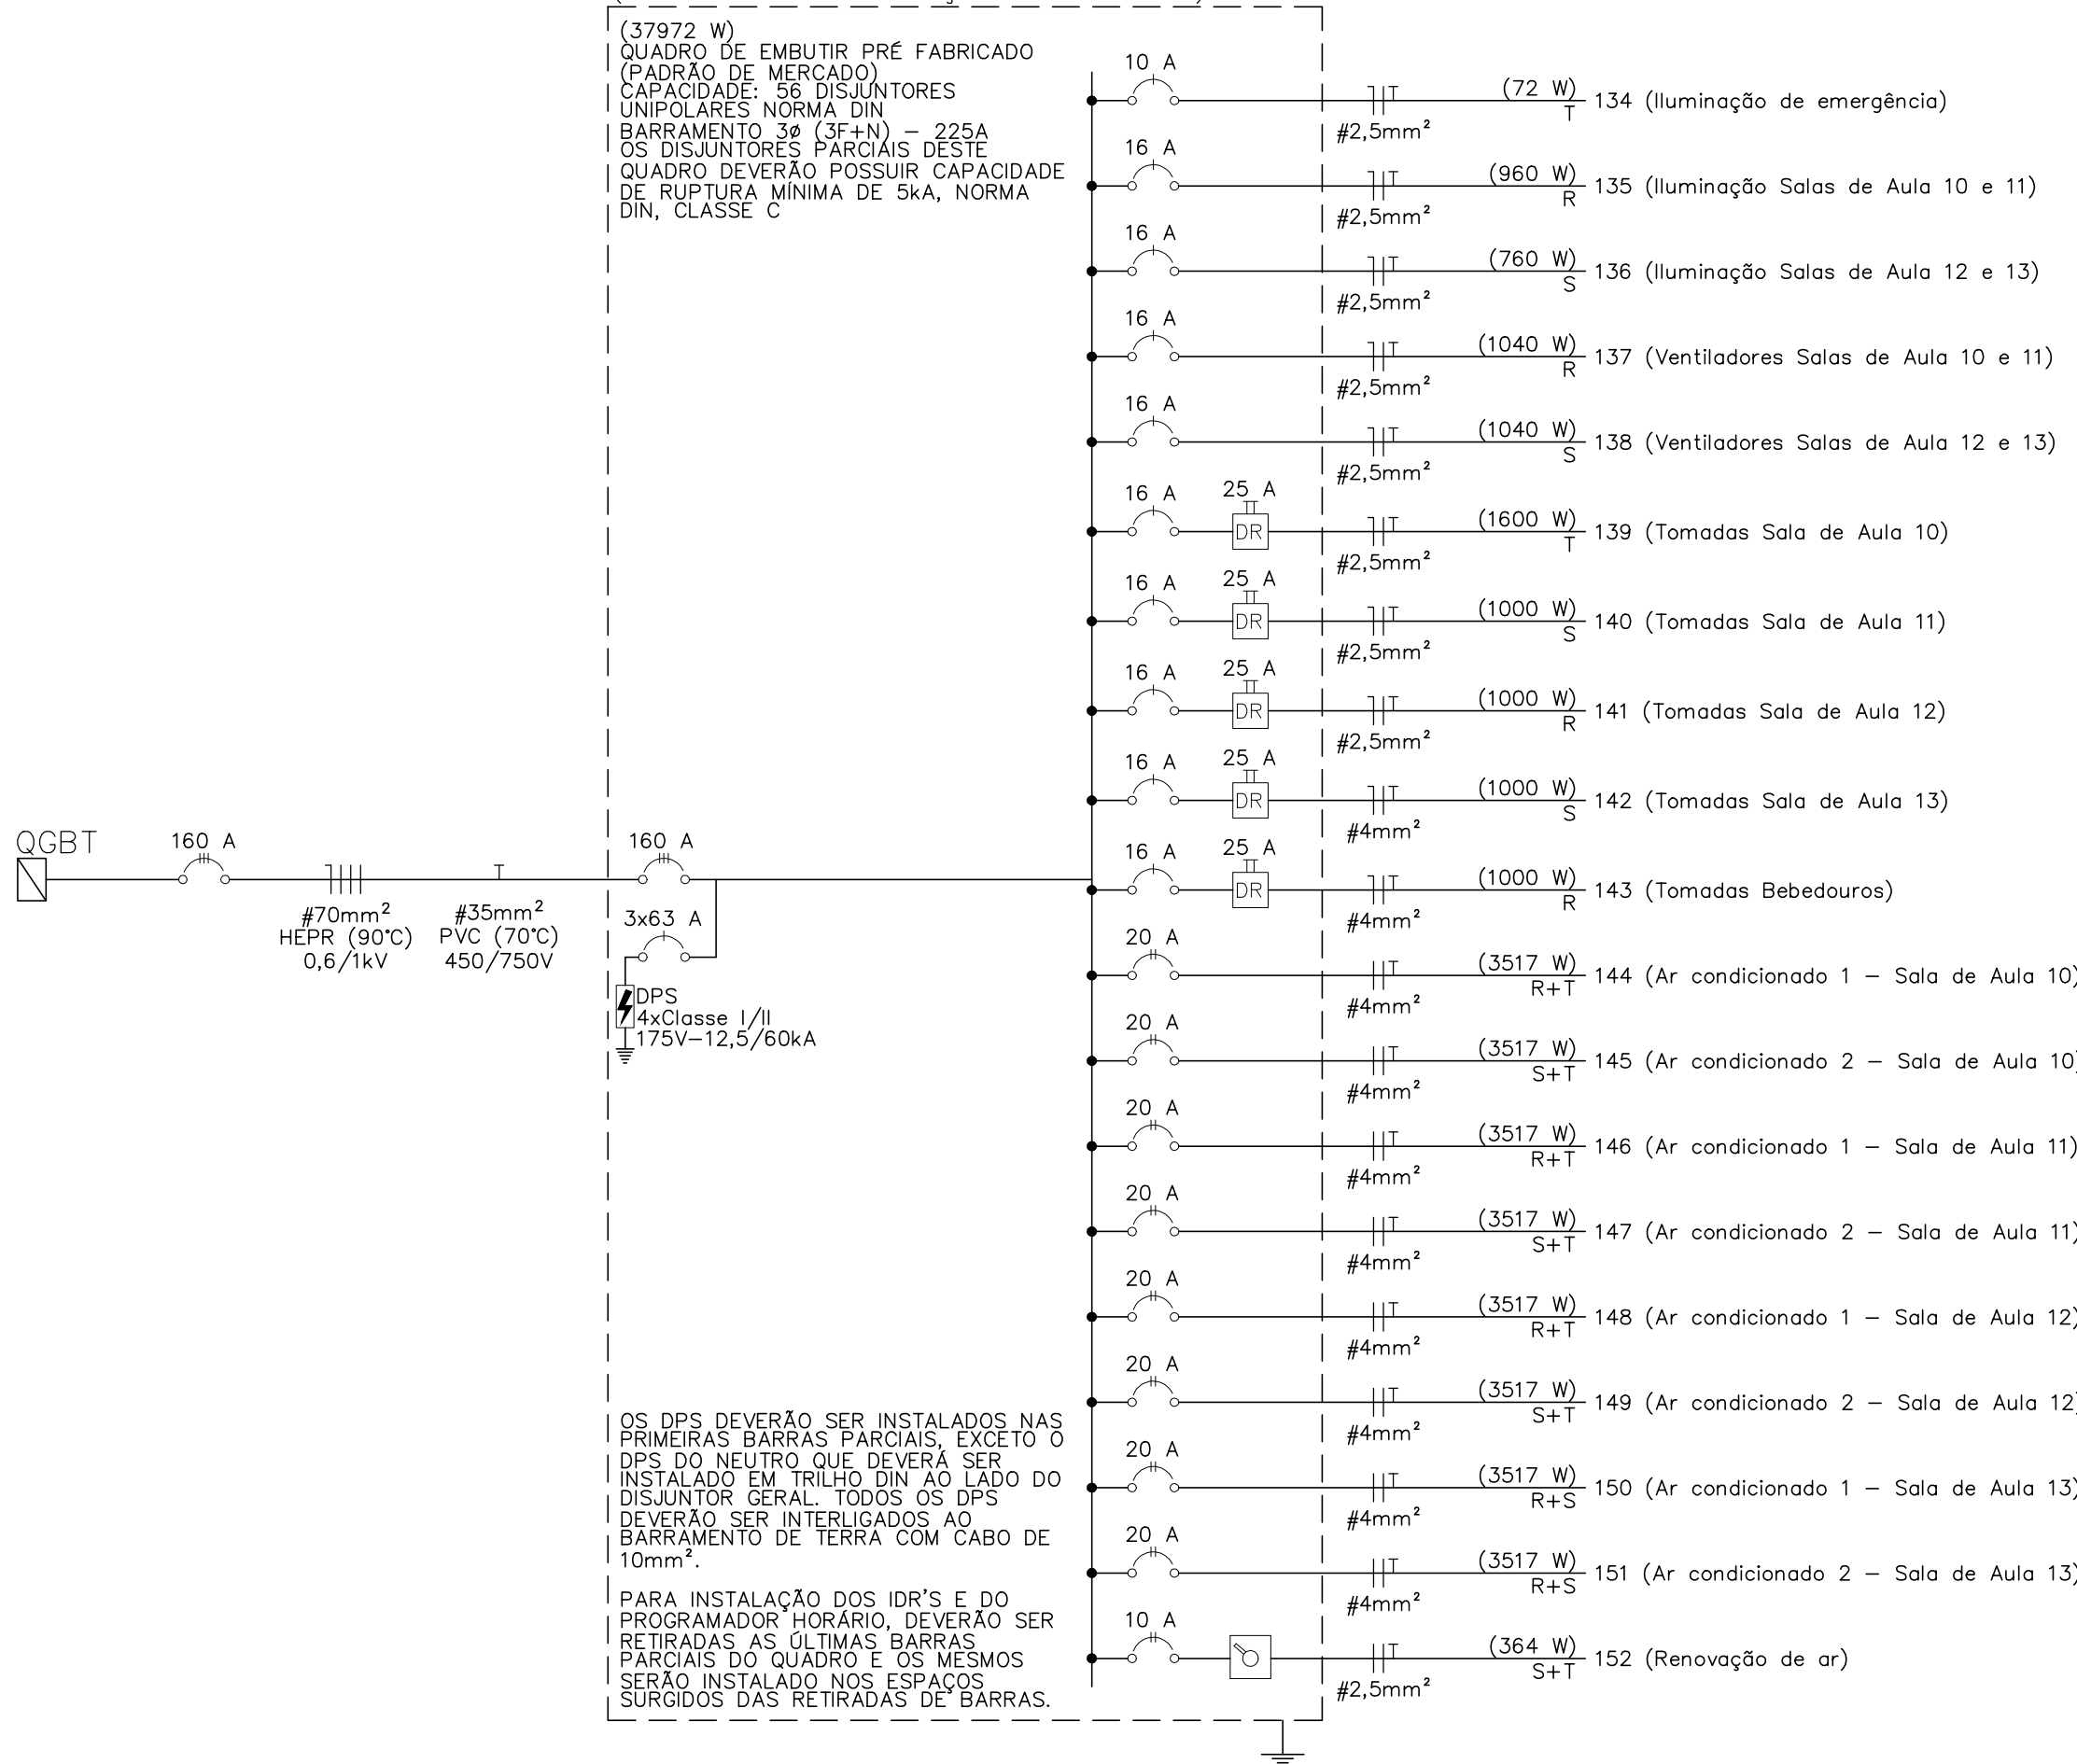 (37972 W)
QUADRO DE EMBUTIR PRÉ FABRICADO
(PADRÃO DE MERCADO)
CAPACIDADE: 56 DISJUNTORES
UNIPOLARES NORMA DIN
BARRAMENTO 3ø (3F+N) – 225A
OS DISJUNTORES PARCIAIS DESTE
QUADRO DEVERÃO POSSUIR CAPACIDADE
DE RUPTURA MÍNIMA DE 5kA, NORMA
DIN, CLASSE C
10 A
#2,5mm²
(72 W)
T
134 (Iluminação de emergência)
16 A
#2,5mm²
(960 W)
R
135 (Iluminação Salas de Aula 10 e 11)
16 A
#2,5mm²
(760 W)
S
136 (Iluminação Salas de Aula 12 e 13)
16 A
#2,5mm²
(1040 W)
R
137 (Ventiladores Salas de Aula 10 e 11)
16 A
#2,5mm²
(1040 W)
S
138 (Ventiladores Salas de Aula 12 e 13)
16 A
25 A
DR
#2,5mm²
(1600 W)
T
139 (Tomadas Sala de Aula 10)
16 A
25 A
DR
#2,5mm²
(1000 W)
S
140 (Tomadas Sala de Aula 11)
16 A
25 A
DR
#2,5mm²
(1000 W)
R
141 (Tomadas Sala de Aula 12)
16 A
25 A
DR
#4mm²
(1000 W)
S
142 (Tomadas Sala de Aula 13)
QGBT
160 A
#70mm²
HEPR (90°C)
0,6/1kV
T
#35mm²
PVC (70°C)
450/750V
160 A
3x63 A
DPS
4xClasse I/II
175V–12,5/60kA
16 A
25 A
DR
#4mm²
(1000 W)
R
143 (Tomadas Bebedouros)
20 A
#4mm²
(3517 W)
R+T
144 (Ar condicionado 1 – Sala de Aula 10)
20 A
#4mm²
(3517 W)
S+T
145 (Ar condicionado 2 – Sala de Aula 10)
20 A
#4mm²
(3517 W)
R+T
146 (Ar condicionado 1 – Sala de Aula 11)
20 A
#4mm²
(3517 W)
S+T
147 (Ar condicionado 2 – Sala de Aula 11)
20 A
#4mm²
(3517 W)
R+T
148 (Ar condicionado 1 – Sala de Aula 12)
20 A
#4mm²
(3517 W)
S+T
149 (Ar condicionado 2 – Sala de Aula 12)
20 A
#4mm²
(3517 W)
R+S
150 (Ar condicionado 1 – Sala de Aula 13)
20 A
#4mm²
(3517 W)
R+S
151 (Ar condicionado 2 – Sala de Aula 13)
10 A
#2,5mm²
(364 W)
S+T
152 (Renovação de ar)
OS DPS DEVERÃO SER INSTALADOS NAS
PRIMEIRAS BARRAS PARCIAIS, EXCETO O
DPS DO NEUTRO QUE DEVERÁ SER
INSTALADO EM TRILHO DIN AO LADO DO
DISJUNTOR GERAL. TODOS OS DPS
DEVERÃO SER INTERLIGADOS AO
BARRAMENTO DE TERRA COM CABO DE
10mm².
PARA INSTALAÇÃO DOS IDR'S E DO
PROGRAMADOR HORÁRIO, DEVERÃO SER
RETIRADAS AS ÚLTIMAS BARRAS
PARCIAIS DO QUADRO E OS MESMOS
SERÃO INSTALADO NOS ESPAÇOS
SURGIDOS DAS RETIRADAS DE BARRAS.